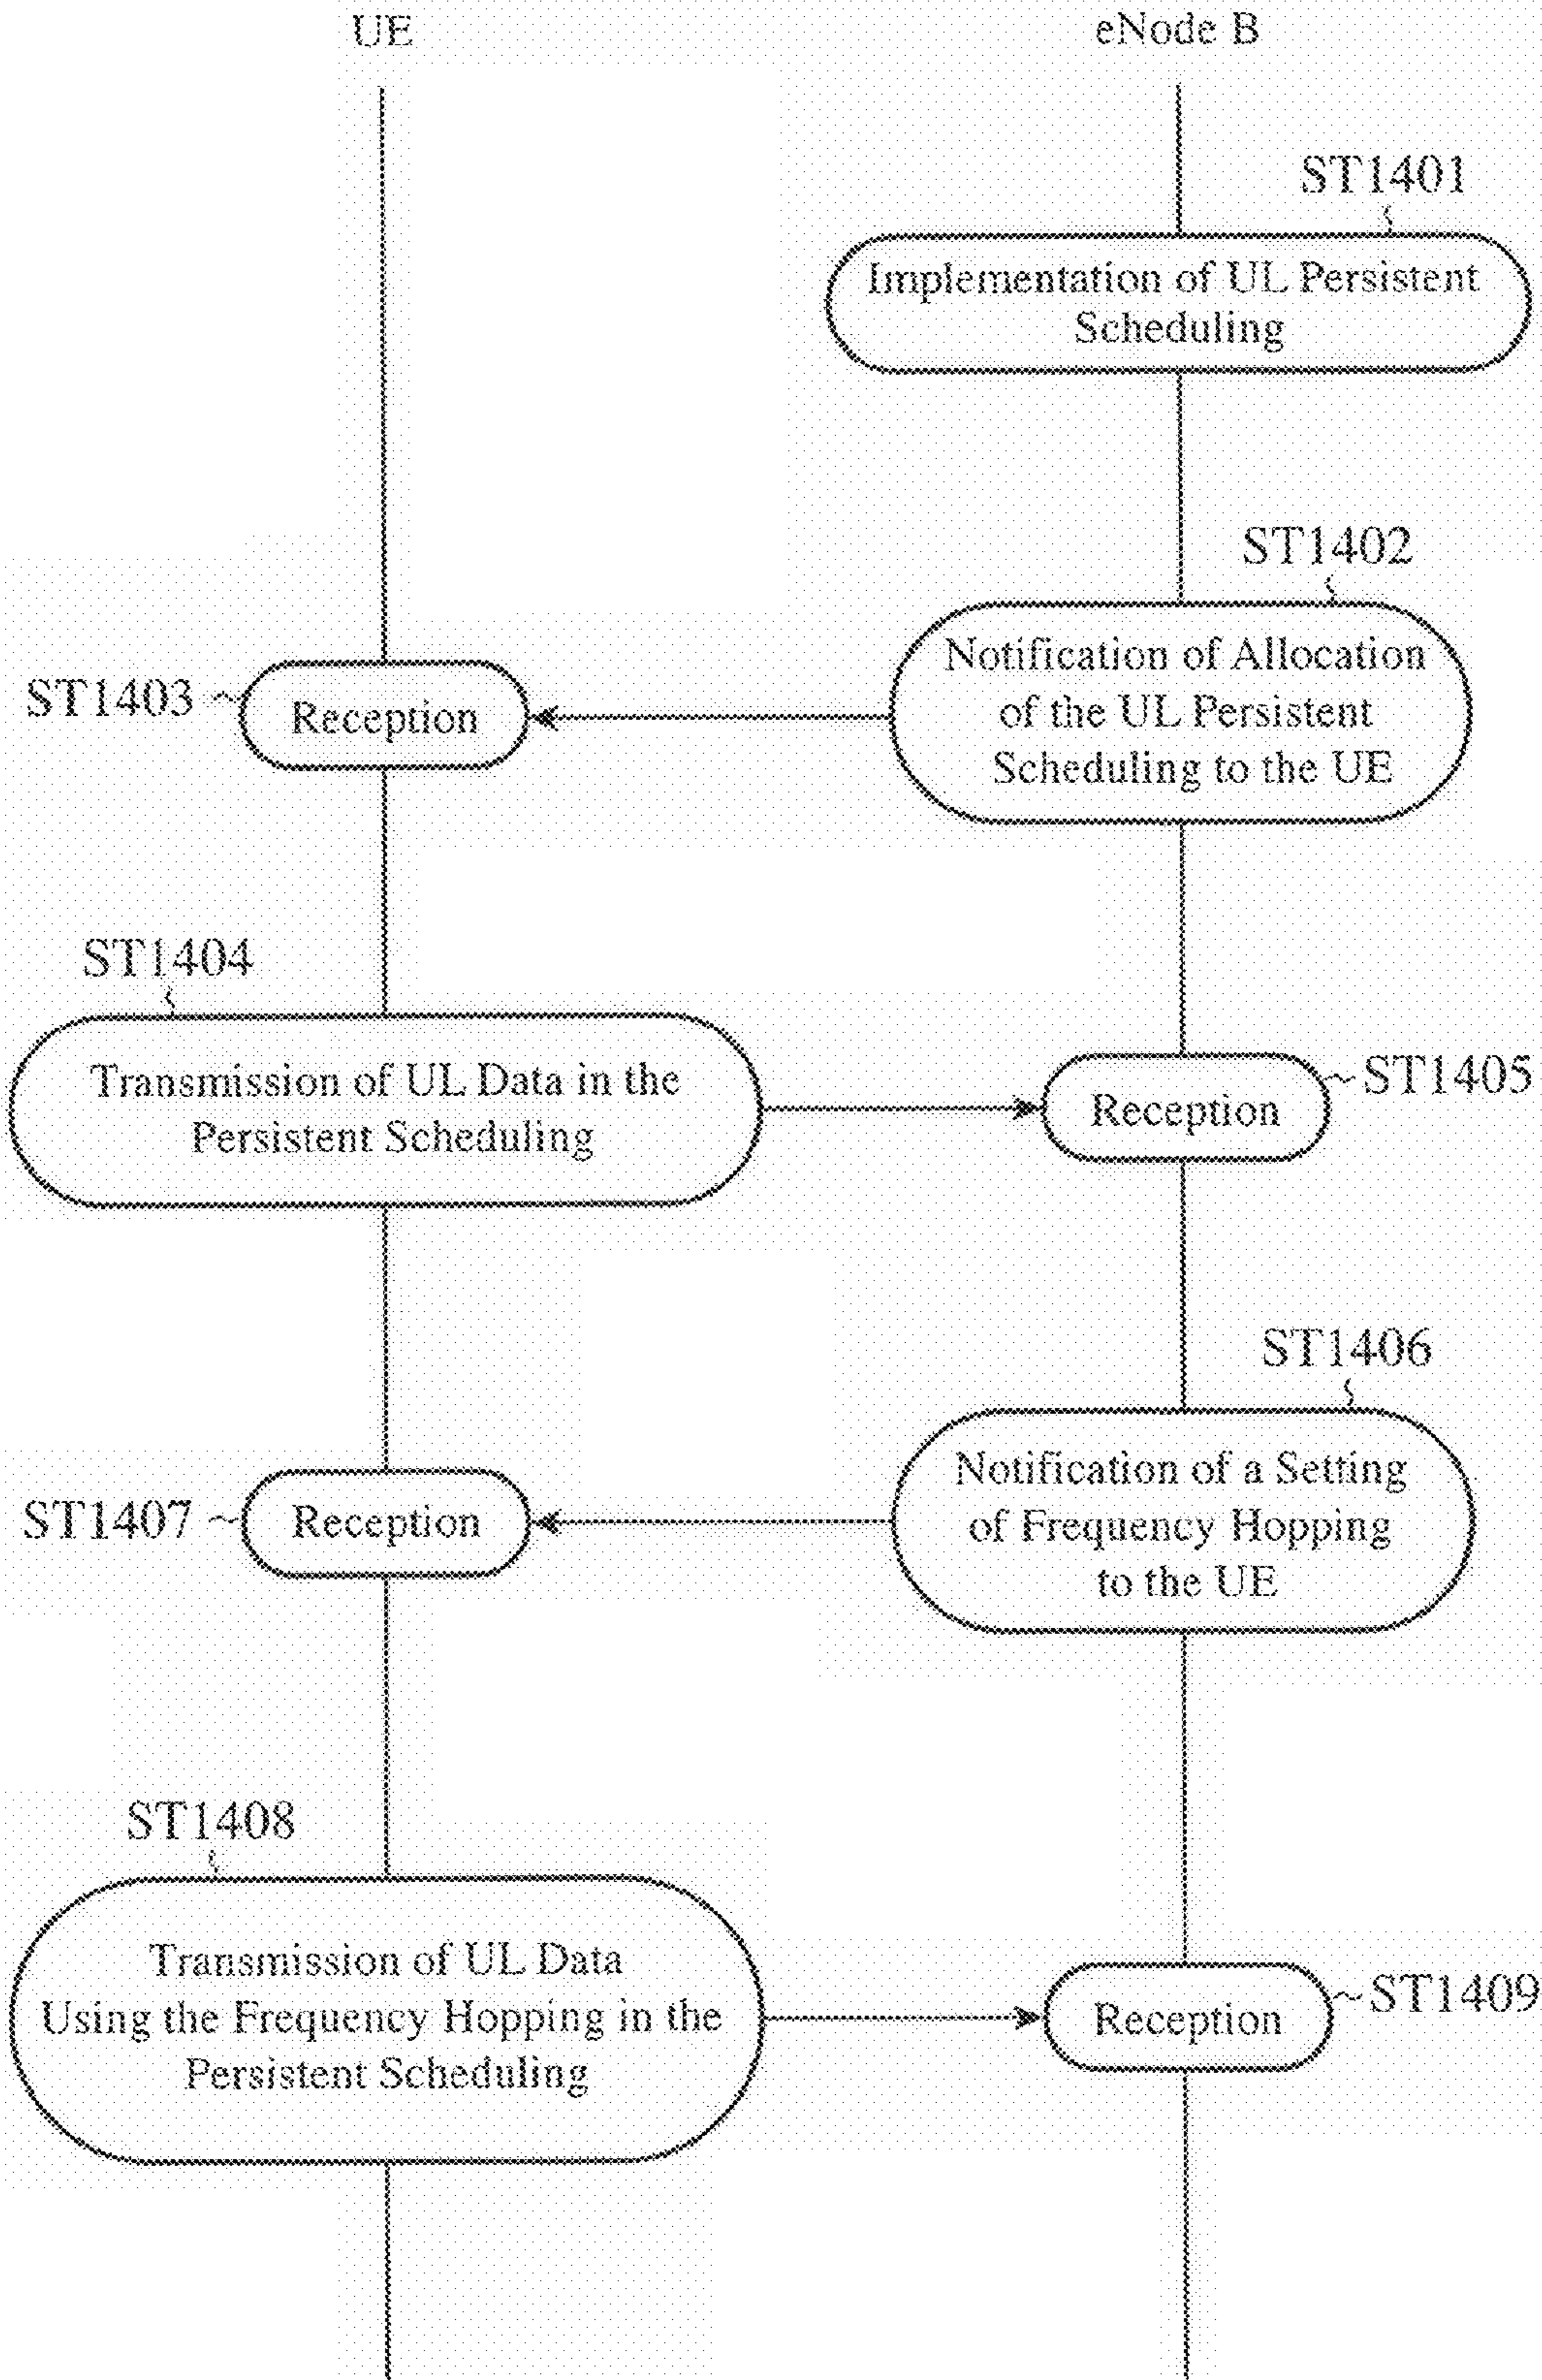 UE
eNode B
ST1401
Implementation of UL Persistent
Scheduling
ST1402
Notification of Allocation
of the UL Persistent
Scheduling to the UE
ST1403
Reception
ST1404
Transmission of UL Data in the
Persistent Scheduling
ST1405
Reception
ST1406
Notification of a Setting
of Frequency Hopping
to the UE
ST1407
Reception
ST1408
Transmission of UL Data
Using the Frequency Hopping in the
Persistent Scheduling
ST1409
Reception